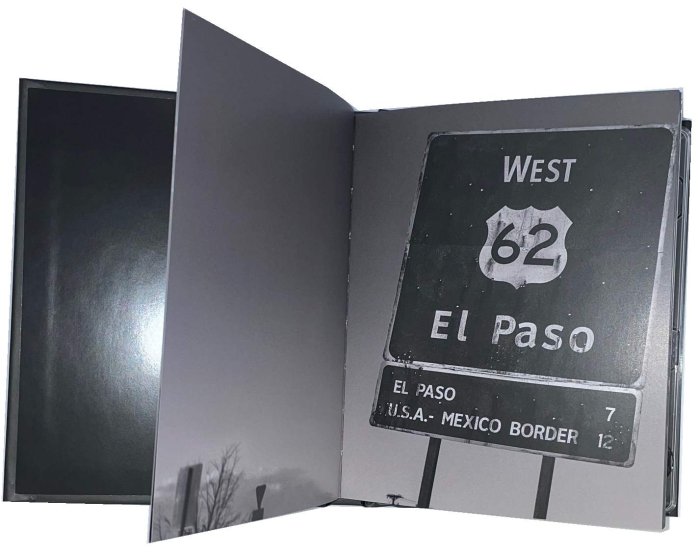 WEST
62
El Paso
EL PASO 7
U.S.A.- MEXICO BORDER 12